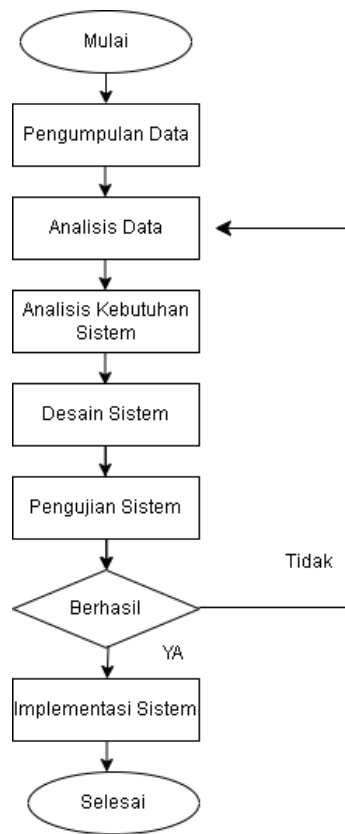 Mulai
Pengumpulan Data
Analisis Data
Analisis Kebutuhan
Sistem
Desain Sistem
Pengujian Sistem
Tidak
Berhasil
YA
Implementasi Sistem
Selesai